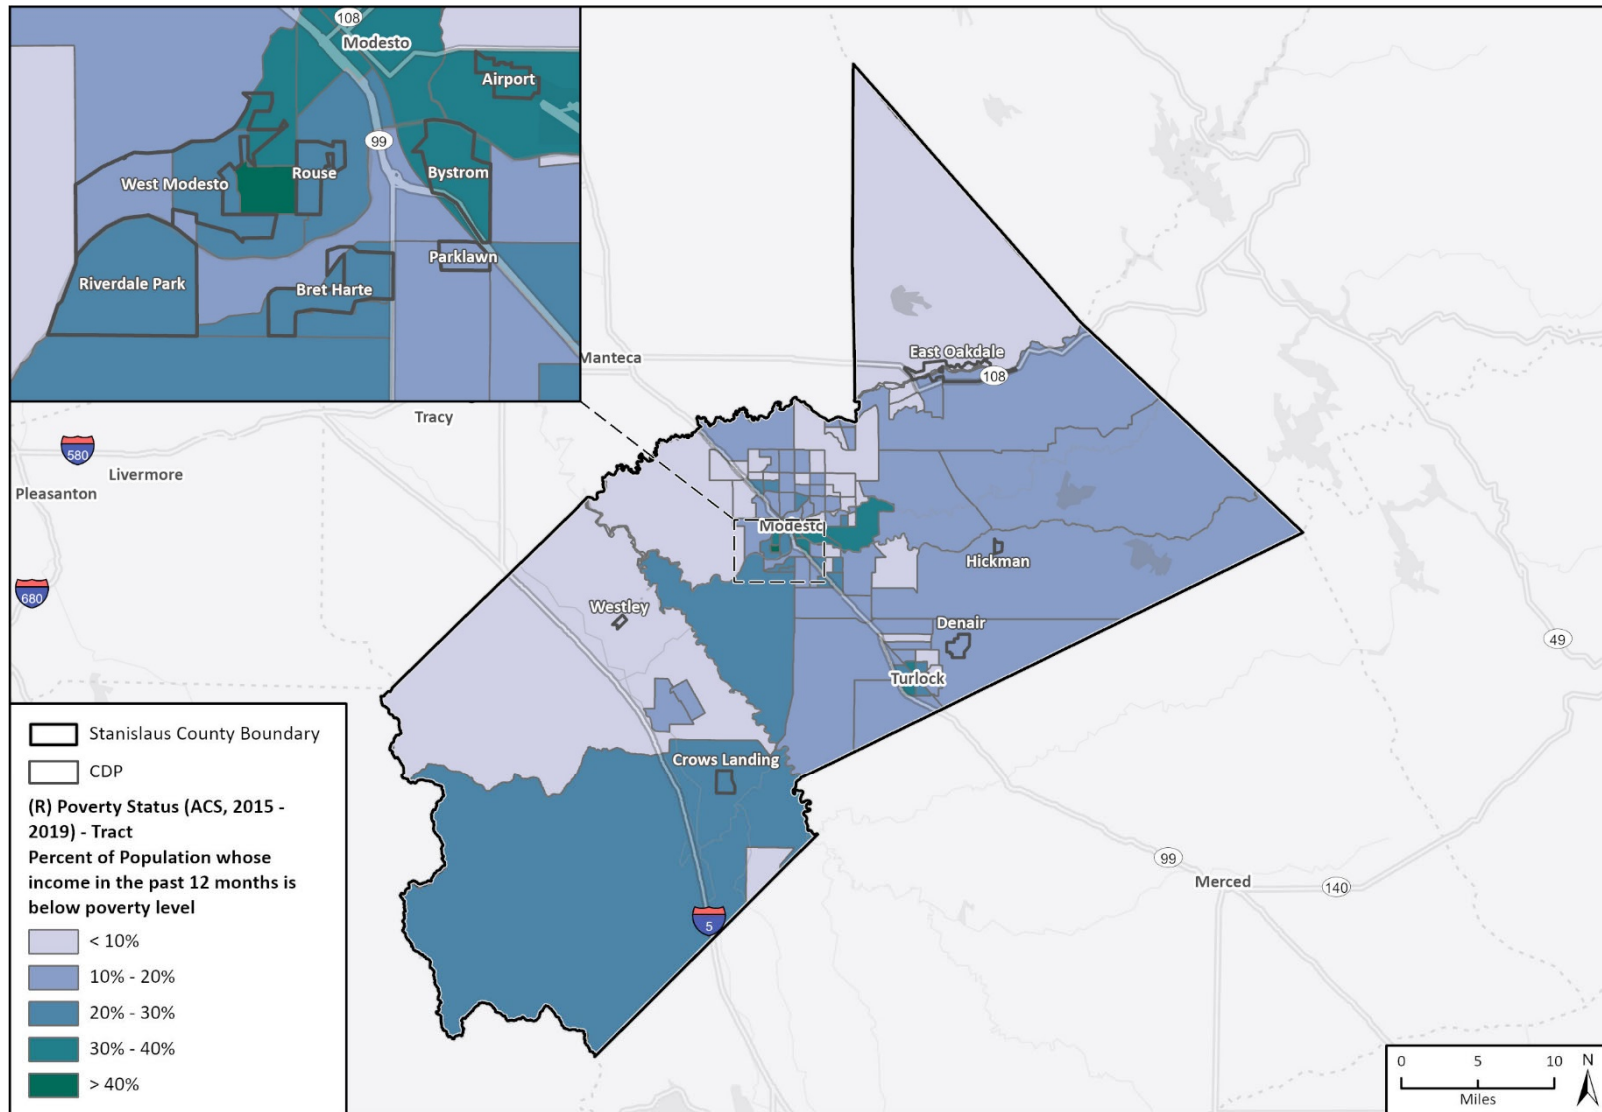 108
Modesto
Airport
99
West Modesto
Rouse
Bystrom
Parklawn
Riverdale Park
Bret Harte
Manteca
East Oakdale
108
Tracy
580
Livermore
Pleasanton
Modesto
Hickman
680
Westley
Denair
49
Turlock
Crows Landing
99
Merced
140
5
Stanislaus County Boundary
CDP
(R) Poverty Status (ACS, 2015 -
2019) - Tract
Percent of Population whose
income in the past 12 months is
below poverty level
< 10%
10% - 20%
20% - 30%
30% - 40%
> 40%
0 5 10
Miles
N